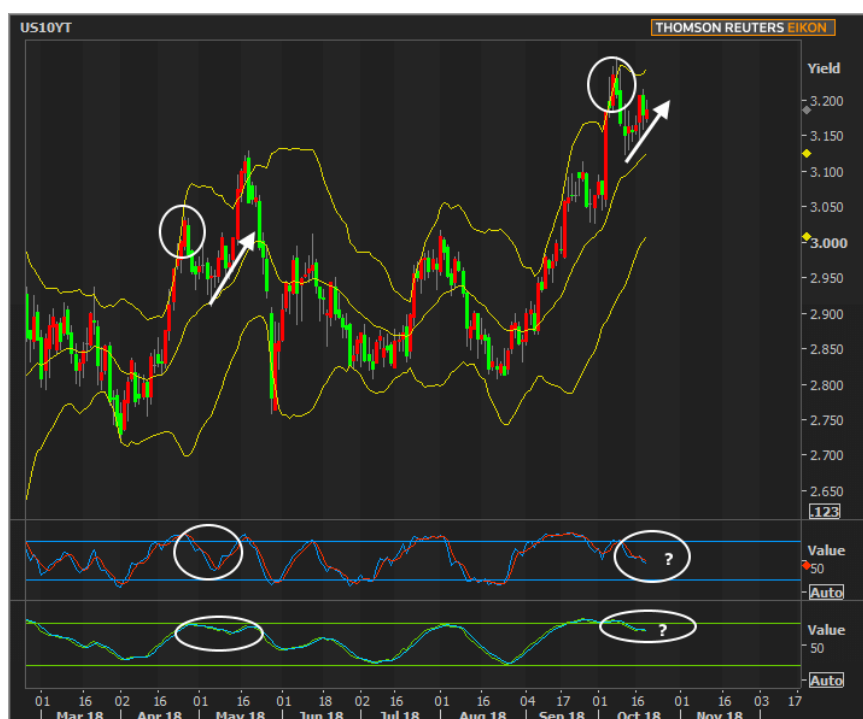 US10YT
THOMSON REUTERS EIKON
Yield
3.200
3.150
3.100
3.050
3.000
2.950
2.900
2.850
2.800
2.750
2.700
2.650
.123
Value
50
?
Auto
Value
50
?
Auto
01 16 02 16 01 16 01 18 02 16 01 16 04 17 01 16 01 16 03 17
Mar 18 Apr 18 May 18 Jun 18 Jul 18 Aug 18 Sep 18 Oct 18 Nov 18